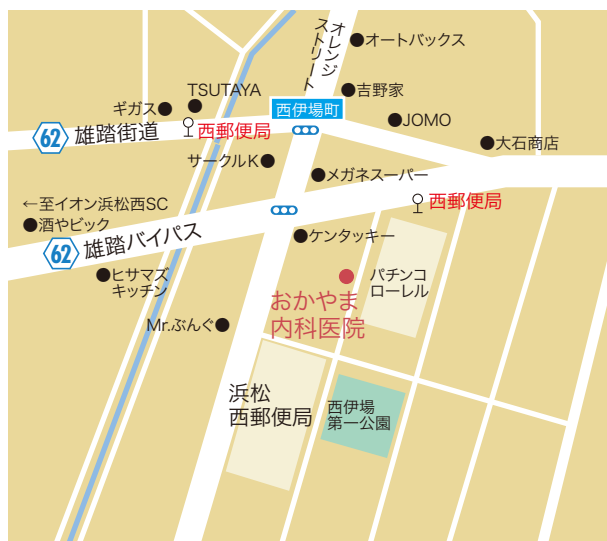 オレンジ
ストリート
オートバックス
吉野家
TSUTAYA
ギガス
西伊場町
JOMO
62 雄踏街道
西郵便局
大石商店
サークルK
メガネスーパー
←至イオン浜松西SC
酒やビック
西郵便局
62 雄踏バイパス
ケンタッキー
ヒサマズ
キッチン
パチンコ
ローレル
おかやま
内科医院
Mr.ぶんぐ
浜松
西郵便局
西伊場
第一公園